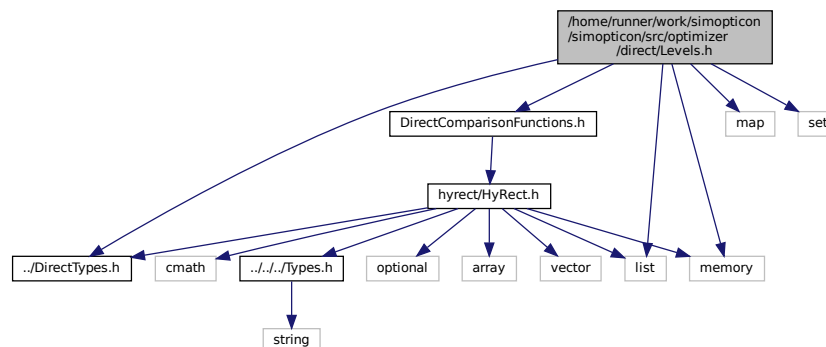 /home/runner/work/simopticon
/simopticon/src/optimizer
/direct/Levels.h
DirectComparisonFunctions.h
map
set
hyrect/HyRect.h
../DirectTypes.h
cmath
../../../Types.h
optional
array
vector
list
memory
string